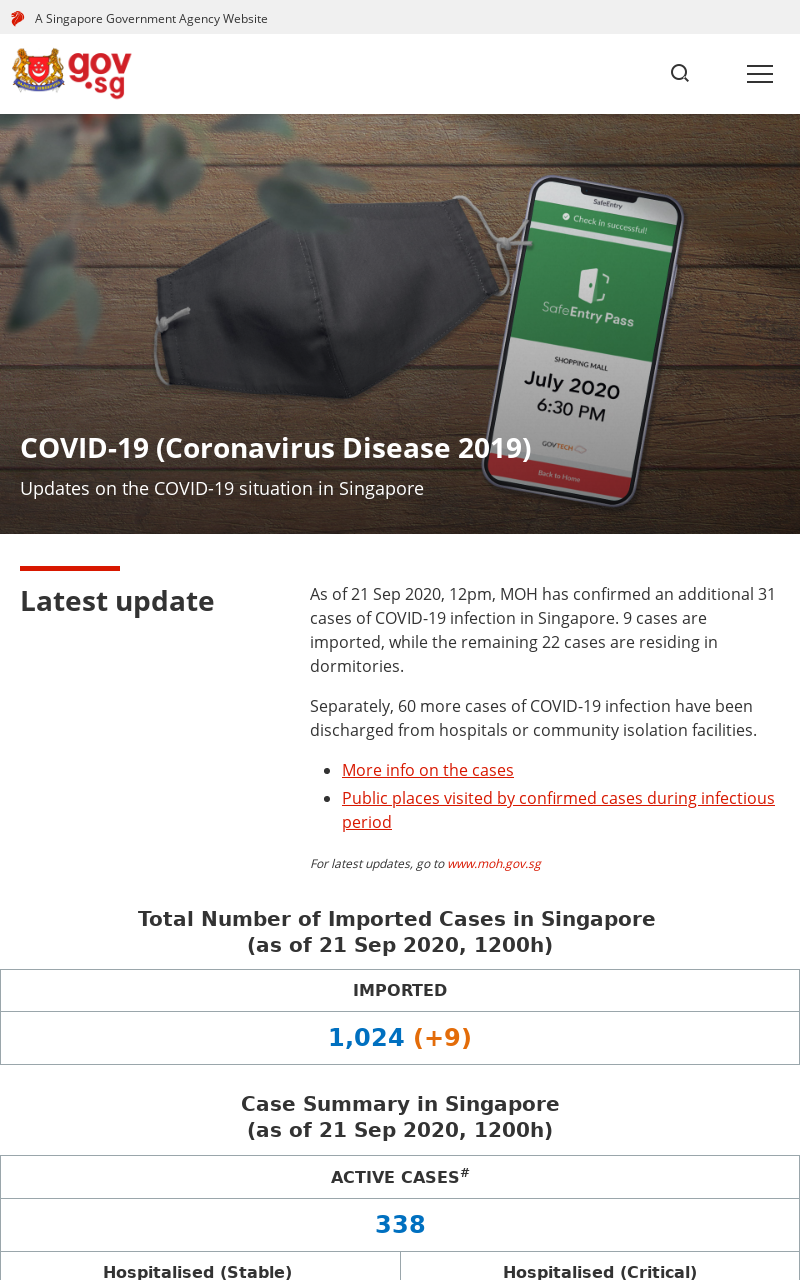 A Singapore Government Agency Website
gov
.sg
SafeEntry
Check in successful!
SafeEntry Pass
SHOPPING MALL
July 2020
6:30 PM
GOVTECH
Back to Home
COVID-19 (Coronavirus Disease 2019)
Updates on the COVID-19 situation in Singapore
Latest update
As of 21 Sep 2020, 12pm, MOH has confirmed an additional 31
cases of COVID-19 infection in Singapore. 9 cases are
imported, while the remaining 22 cases are residing in
dormitories.
Separately, 60 more cases of COVID-19 infection have been
discharged from hospitals or community isolation facilities.
More info on the cases
Public places visited by confirmed cases during infectious
period
For latest updates, go to www.moh.gov.sg
Total Number of Imported Cases in Singapore
(as of 21 Sep 2020, 1200h)
IMPORTED
1,024 (+9)
Case Summary in Singapore
(as of 21 Sep 2020, 1200h)
ACTIVE CASES#
338
Hospitalised (Stable)
Hospitalised (Critical)